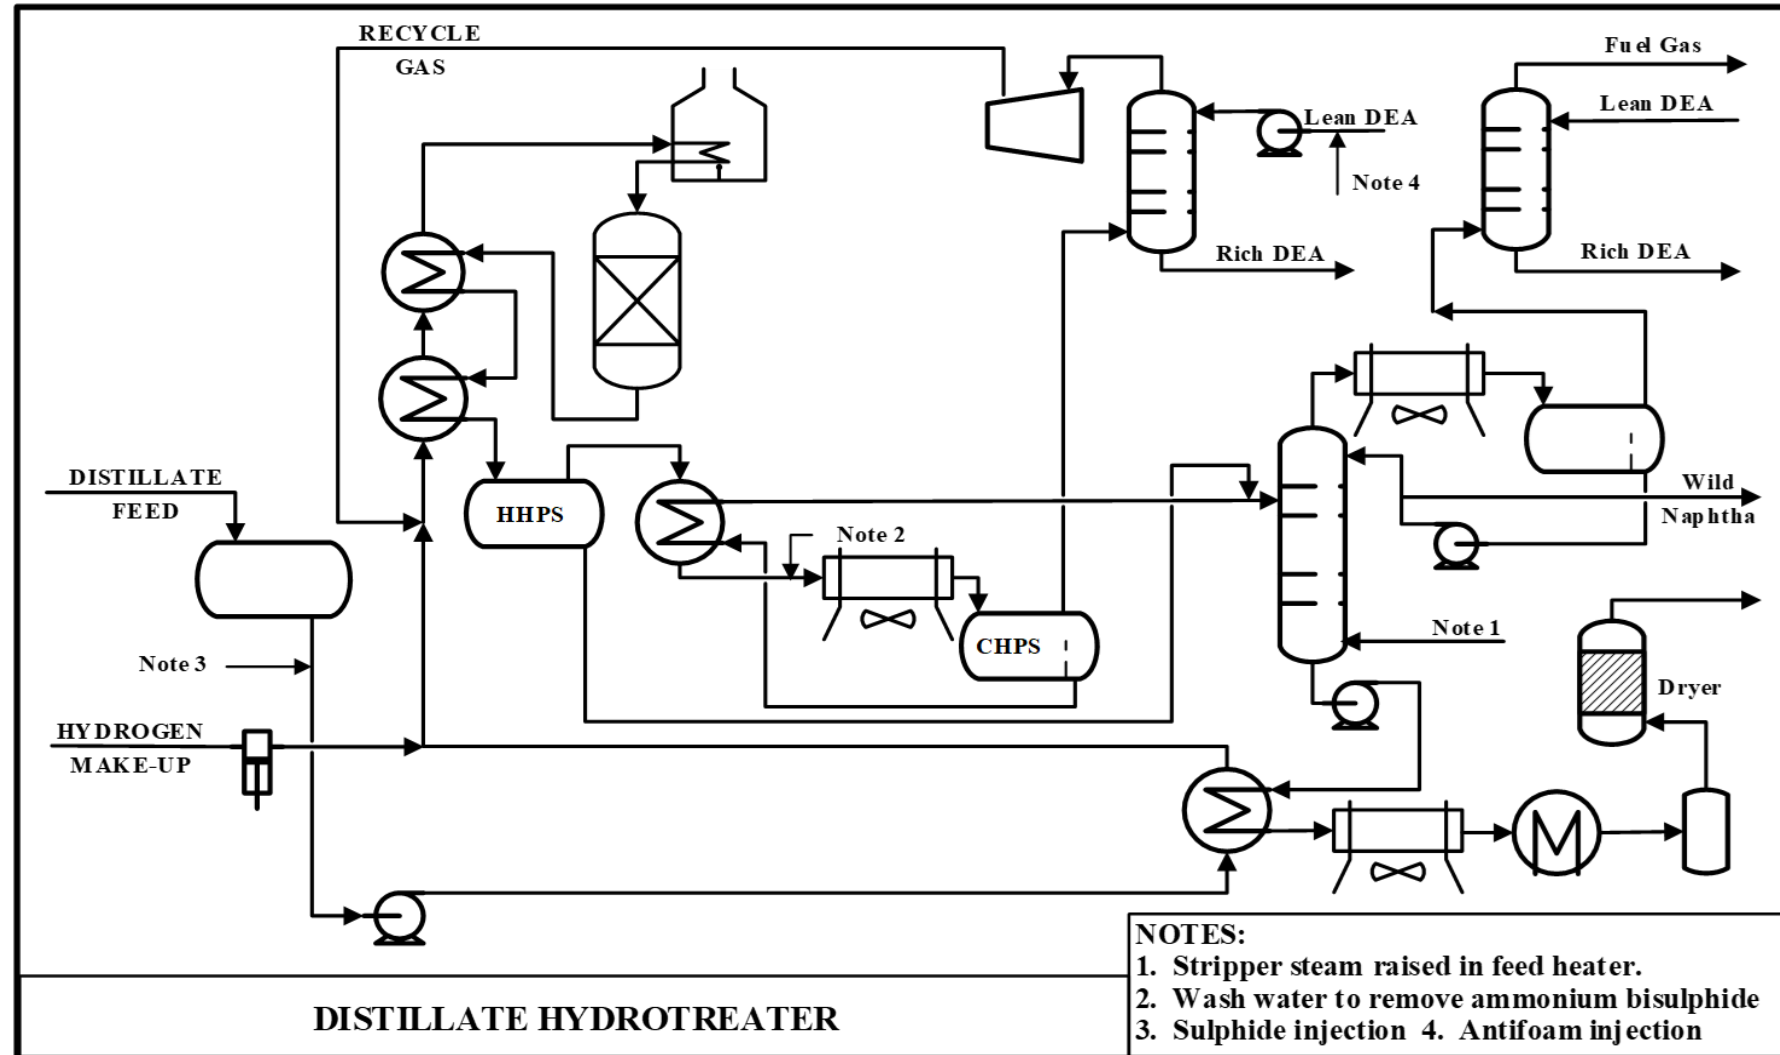 RECYCLE
GAS
Fuel Gas
Lean DEA
Lean DEA
Note 4
Rich DEA
Rich DEA
DISTILLATE
FEED
HHPS
Wild
Naphtha
Note 2
CHPS
Note 1
Note 3
Dryer
HYDROGEN
MAKE-UP
NOTES:
1. Stripper steam raised in feed heater.
2. Wash water to remove ammonium bisulphide
3. Sulphide injection 4. Antifoam injection
DISTILLATE HYDROTREATER